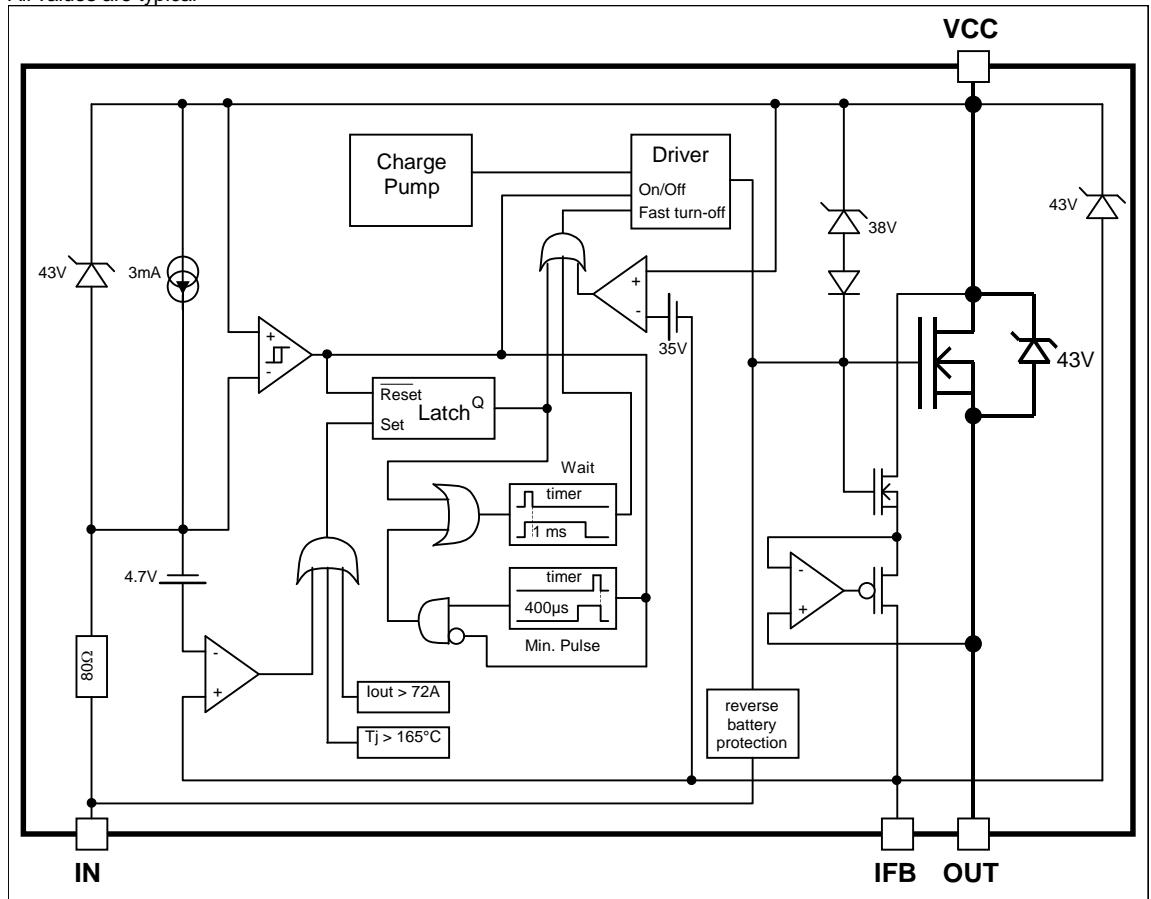 All values are typical
VCC
Charge
Pump
Driver
On/Off
Fast turn-off
43V
3mA
38V
43V
+
-
+
-
35V
43V
Reset
Latch
Q
Set
Wait
timer
1 ms
4.7V
timer
400µs
Min. Pulse
-
+
80Ω
-
+
Iout > 72A
Tj > 165°C
reverse
battery
protection
IN
IFB
OUT